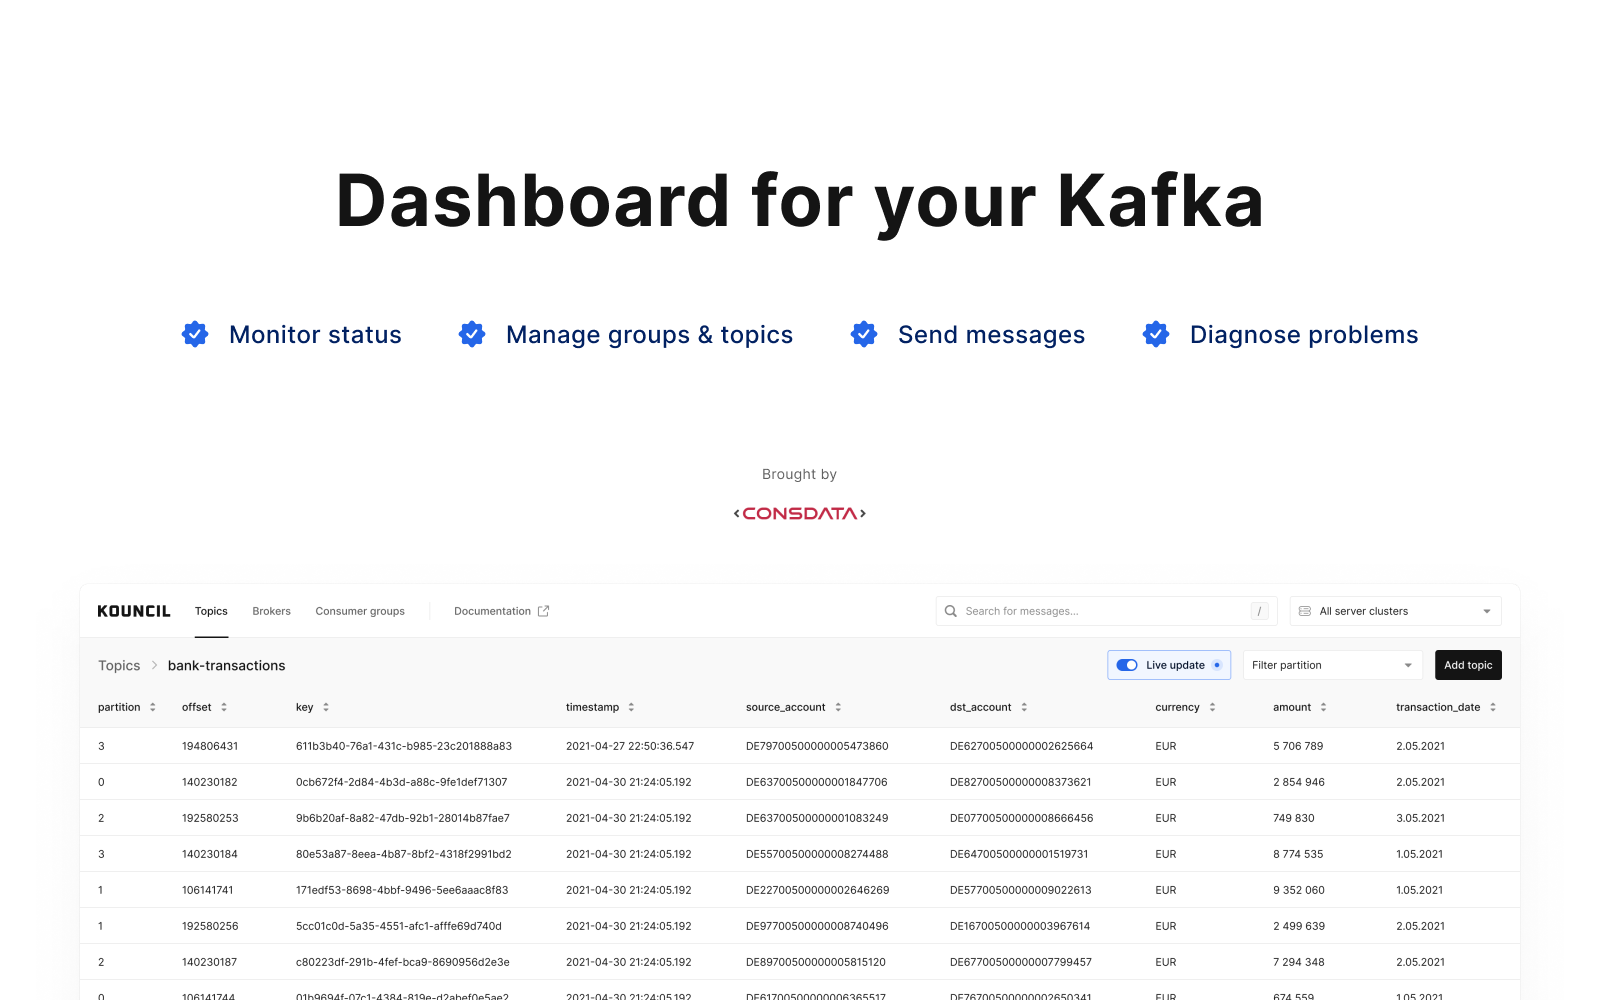 Dashboard for your Kafka
Monitor status Manage groups & topics Send messages Diagnose problems
Brought by
<CONSDATA>
KOUNCIL Topics Brokers Consumer groups Documentation Search for messages... / All server clusters
Topics > bank-transactions Live update Filter partition Add topic
partition offset key timestamp source_account dst_account currency amount transaction_date
3 194806431 611b3b40-76a1-431c-b985-23c201888a83 2021-04-27 22:50:36.547 DE79700500000005473860 DE62700500000002625664 EUR 5 706 789 2.05.2021
0 140230182 0cb672f4-2d84-4b3d-a88c-9fe1def71307 2021-04-30 21:24:05.192 DE63700500000001847706 DE82700500000008373621 EUR 2 854 946 2.05.2021
2 192580253 9b6b20af-8a82-47db-92b1-28014b87fae7 2021-04-30 21:24:05.192 DE63700500000001083249 DE07700500000008666456 EUR 749 830 3.05.2021
3 140230184 80e53a87-8eea-4b87-8bf2-4318f2991bd2 2021-04-30 21:24:05.192 DE55700500000008274488 DE64700500000001519731 EUR 8 774 535 1.05.2021
1 106141741 171edf53-8698-4bbf-9496-5ee6aaac8f83 2021-04-30 21:24:05.192 DE22700500000002646269 DE57700500000009022613 EUR 9 352 060 1.05.2021
1 192580256 5cc01c0d-5a35-4551-afc1-afffe69d740d 2021-04-30 21:24:05.192 DE97700500000008740496 DE16700500000003967614 EUR 2 499 639 2.05.2021
2 140230187 c80223df-291b-4fef-bca9-8690956d2e3e 2021-04-30 21:24:05.192 DE89700500000005815120 DE67700500000007799457 EUR 7 294 348 2.05.2021
0 106141744 01b9694f-07c1-4384-819e-d2abef0e5ae2 2021-04-30 21:24:05.192 DE61700500000006365517 DE76700500000002650341 EUR 674 559 1.05.2021